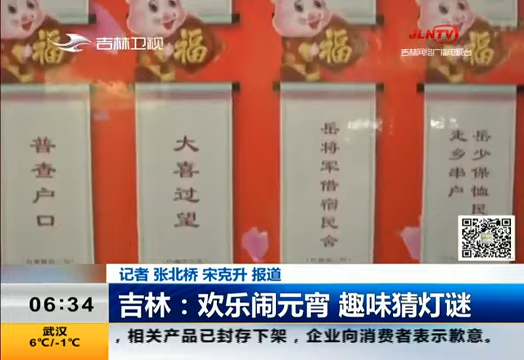 吉林卫视
JLNTV
吉林网络广播电视台
福
福
福
普查户口
大喜过望
岳将军借宿民舍
岳少保恤民
走乡串户
记者 张北桥 宋克升 报道
06:34
吉林：欢乐闹元宵 趣味猜灯谜
武汉
6℃/-1℃
，相关产品已封存下架，企业向消费者表示歉意。